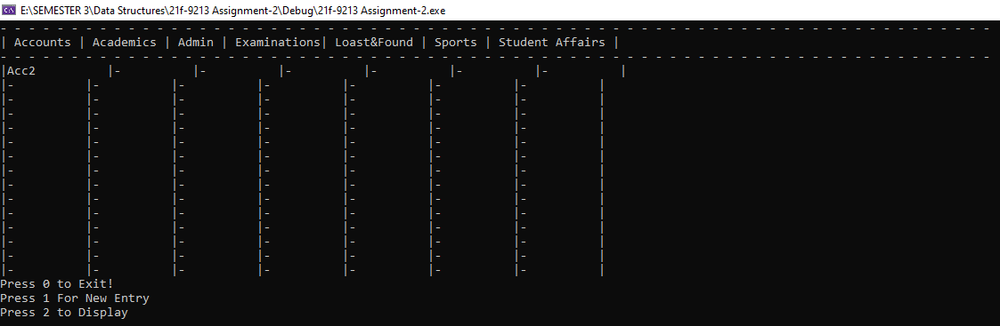 E:\SEMESTER 3\Data Structures\21f-9213 Assignment-2\Debug\21f-9213 Assignment-2.exe
- - - - - - - - - - - - - - - - - - - - - - - - - - - - - - - - - - - - - - - - - - - - - - - - - - - - - - - - - - - - - - - - - - - - - -
| Accounts | Academics | Admin | Examinations| Loast&Found | Sports | Student Affairs |
- - - - - - - - - - - - - - - - - - - - - - - - - - - - - - - - - - - - - - - - - - - - - - - - - - - - - - - - - - - - - - - - - - - - - -
|Acc2          |-          |-          |-          |-          |-          |-          |
|-          |-          |-          |-          |-          |-          |-          |
|-          |-          |-          |-          |-          |-          |-          |
|-          |-          |-          |-          |-          |-          |-          |
|-          |-          |-          |-          |-          |-          |-          |
|-          |-          |-          |-          |-          |-          |-          |
|-          |-          |-          |-          |-          |-          |-          |
|-          |-          |-          |-          |-          |-          |-          |
|-          |-          |-          |-          |-          |-          |-          |
|-          |-          |-          |-          |-          |-          |-          |
|-          |-          |-          |-          |-          |-          |-          |
|-          |-          |-          |-          |-          |-          |-          |
|-          |-          |-          |-          |-          |-          |-          |
|-          |-          |-          |-          |-          |-          |-          |
|-          |-          |-          |-          |-          |-          |-          |
Press 0 to Exit!
Press 1 For New Entry
Press 2 to Display